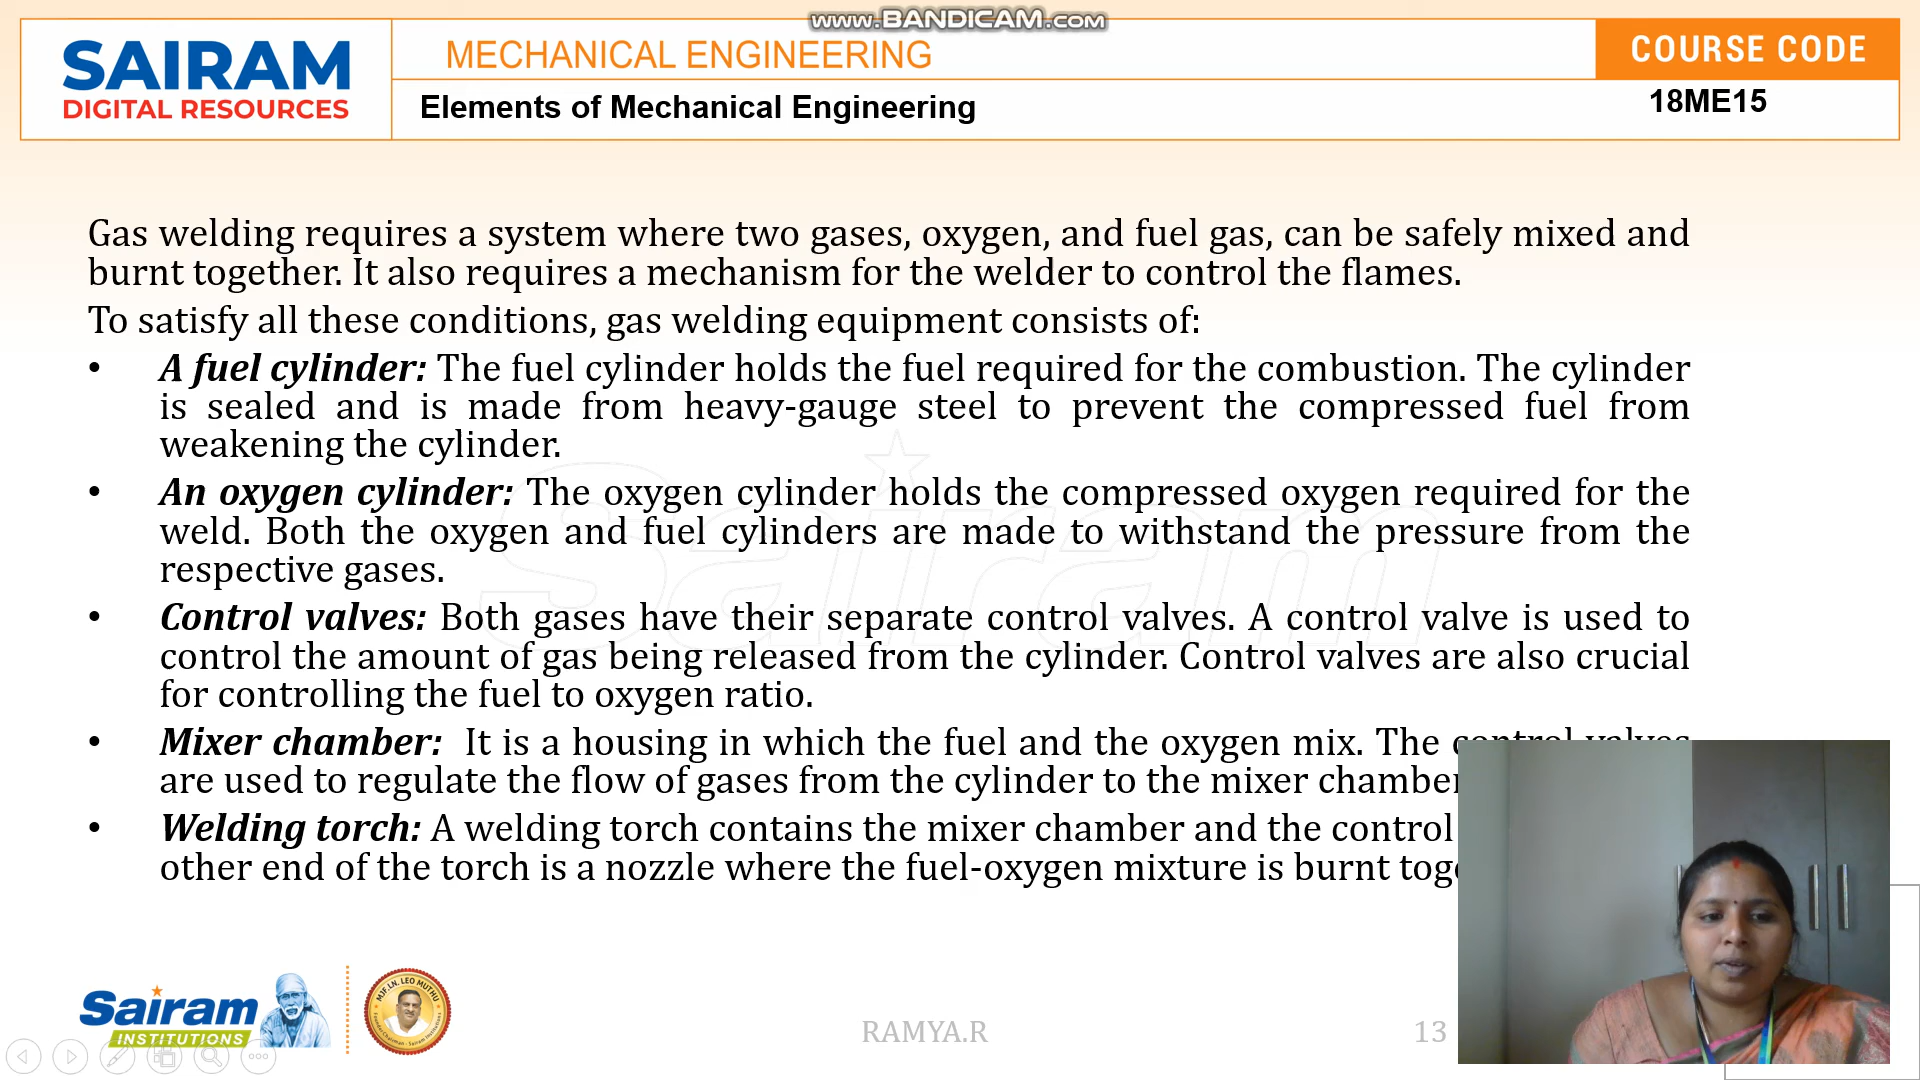 www.BANDICAM.com
SAIRAM
DIGITAL RESOURCES
MECHANICAL ENGINEERING
COURSE CODE
Elements of Mechanical Engineering
18ME15
Gas welding requires a system where two gases, oxygen, and fuel gas, can be safely mixed and
burnt together. It also requires a mechanism for the welder to control the flames.
To satisfy all these conditions, gas welding equipment consists of:
• A fuel cylinder: The fuel cylinder holds the fuel required for the combustion. The cylinder
is sealed and is made from heavy-gauge steel to prevent the compressed fuel from
weakening the cylinder.
• An oxygen cylinder: The oxygen cylinder holds the compressed oxygen required for the
weld. Both the oxygen and fuel cylinders are made to withstand the pressure from the
respective gases.
• Control valves: Both gases have their separate control valves. A control valve is used to
control the amount of gas being released from the cylinder. Control valves are also crucial
for controlling the fuel to oxygen ratio.
• Mixer chamber: It is a housing in which the fuel and the oxygen mix. The control valves
are used to regulate the flow of gases from the cylinder to the mixer chamber
• Welding torch: A welding torch contains the mixer chamber and the control
other end of the torch is a nozzle where the fuel-oxygen mixture is burnt
Sairam
Sairam
INSTITUTIONS
MJF.LN. LEO MUTHU
RAMYA.R
13